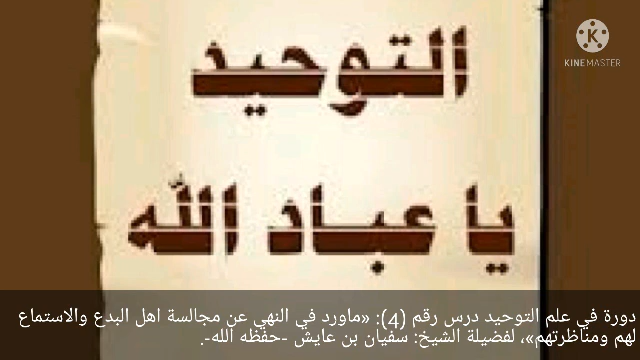 التوحيد
KINEMASTER
يا عباد الله
دورة في علم التوحيد درس رقم (4): «ماورد في النهي عن مجالسة اهل البدع والاستماع
لهم ومناظرتهم»، لفضيلة الشيخ: سفيان بن عايش -حفظه الله-.